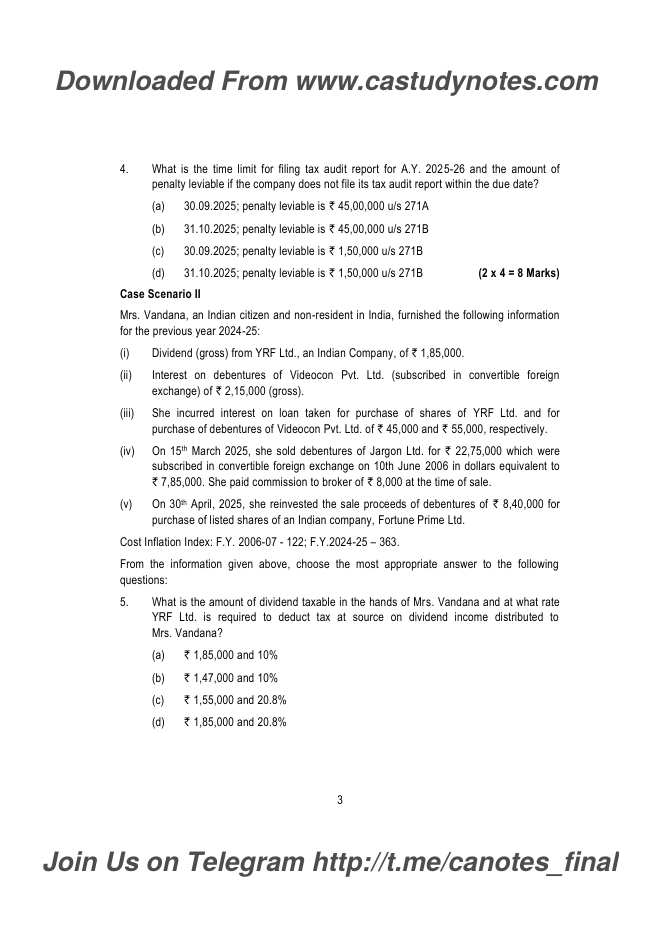 Downloaded From www.castudynotes.com
4. What is the time limit for filing tax audit report for A.Y. 2025-26 and the amount of
penalty leviable if the company does not file its tax audit report within the due date?
(a) 30.09.2025; penalty leviable is ₹ 45,00,000 u/s 271A
(b) 31.10.2025; penalty leviable is ₹ 45,00,000 u/s 271B
(c) 30.09.2025; penalty leviable is ₹ 1,50,000 u/s 271B
(d) 31.10.2025; penalty leviable is ₹ 1,50,000 u/s 271B (2 x 4 = 8 Marks)
Case Scenario II
Mrs. Vandana, an Indian citizen and non-resident in India, furnished the following information
for the previous year 2024-25:
(i) Dividend (gross) from YRF Ltd., an Indian Company, of ₹ 1,85,000.
(ii) Interest on debentures of Videocon Pvt. Ltd. (subscribed in convertible foreign
exchange) of ₹ 2,15,000 (gross).
(iii) She incurred interest on loan taken for purchase of shares of YRF Ltd. and for
purchase of debentures of Videocon Pvt. Ltd. of ₹ 45,000 and ₹ 55,000, respectively.
(iv) On 15th March 2025, she sold debentures of Jargon Ltd. for ₹ 22,75,000 which were
subscribed in convertible foreign exchange on 10th June 2006 in dollars equivalent to
₹ 7,85,000. She paid commission to broker of ₹ 8,000 at the time of sale.
(v) On 30th April, 2025, she reinvested the sale proceeds of debentures of ₹ 8,40,000 for
purchase of listed shares of an Indian company, Fortune Prime Ltd.
Cost Inflation Index: F.Y. 2006-07 - 122; F.Y.2024-25 – 363.
From the information given above, choose the most appropriate answer to the following
questions:
5. What is the amount of dividend taxable in the hands of Mrs. Vandana and at what rate
YRF Ltd. is required to deduct tax at source on dividend income distributed to
Mrs. Vandana?
(a) ₹ 1,85,000 and 10%
(b) ₹ 1,47,000 and 10%
(c) ₹ 1,55,000 and 20.8%
(d) ₹ 1,85,000 and 20.8%
3
Join Us on Telegram http://t.me/canotes_final